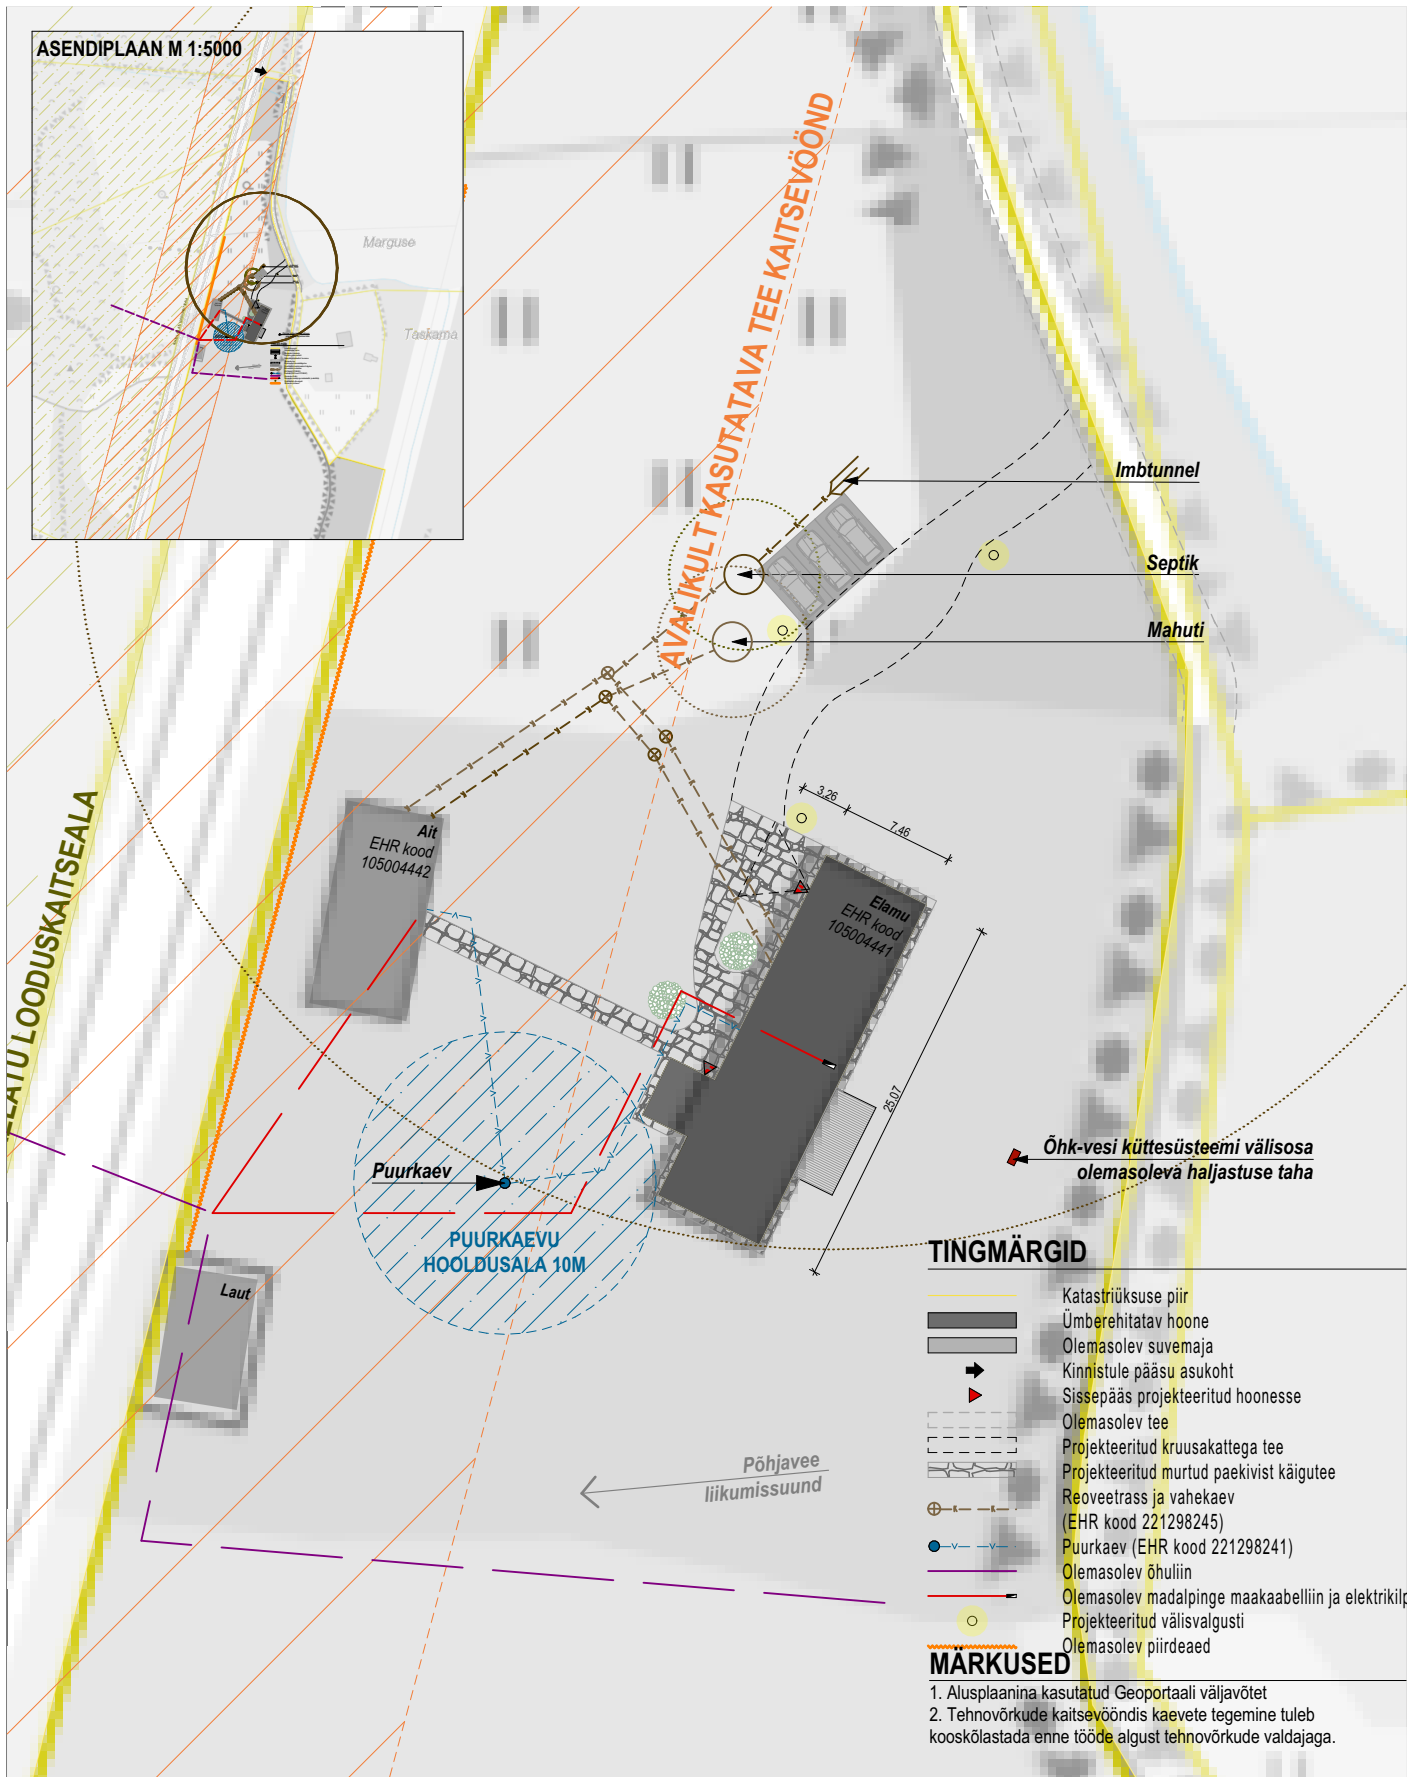 ASENDIPLAAN M 1:5000
Marguse
Taskama
AVALIKULT KASUTATAVA TEE KAITSEVÖÖND
Imbtunnel
Septik
Mahuti
LOODUSKAITSEALA
Ait
EHR kood
105004442
3.26
7.46
Elamu
EHR kood
105004441
25.07
Puurkaev
PUURKAEVU
HOOLDUSALA 10M
Õhk-vesi küttesüsteemi välisosa
olemasoleva haljastuse taha
Laut
Põhjavee
liikumissuund
TINGMÄRGID
Katastriüksuse piir
Ümberehitatav hoone
Olemasolev suvemaja
Kinnistule pääsu asukoht
Sissepääs projekteeritud hoonesse
Olemasolev tee
Projekteeritud kruusakattega tee
Projekteeritud murtud paekivist käigutee
Reoveetrass ja vahekaev
(EHR kood 221298245)
Puurkaev (EHR kood 221298241)
Olemasolev õhuliin
Olemasolev madalpinge maakaabelliin ja elektrikilp
Projekteeritud välisvalgusti
Olemasolev piirdeaed
MÄRKUSED
1. Alusplaanina kasutatud Geoportaali väljavõtet
2. Tehnovõrkude kaitsevööndis kaevete tegemine tuleb
kooskõlastada enne tööde algust tehnovõrkude valdajaga.